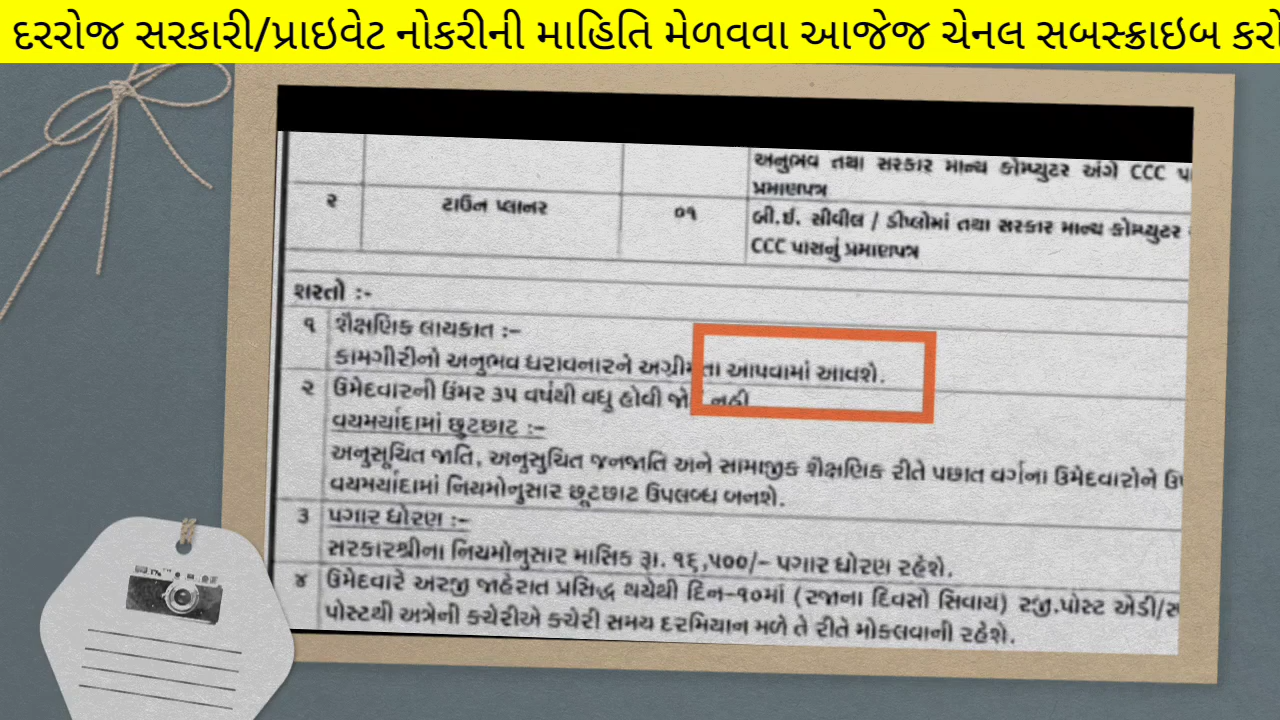 દરરોજ સરકારી/પ્રાઇવેટ નોકરીની માહિતિ મેળવવા આજેજ ચેનલ સબસ્ક્રાઇબ કરો
અનુભવ તથા સરકાર માન્ય કોમ્પ્યુટર અંગે CCC
પ્રમાણપત્ર
૨ ટાઉન પ્લાનર ૦૧ બી.ઈ. સીવીલ / ડીપ્લોમાં તથા સરકાર માન્ય કોમ્પ્યુટર
CCC પાસનું પ્રમાણપત્ર
શરતો :-
૧ શૈક્ષણિક લાયકાત :-
કામગીરીનો અનુભવ ધરાવનારને અગ્રીમતા આપવામાં આવશે.
૨ ઉમેદવારની ઉંમર ૩૫ વર્ષથી વધુ હોવી નહી
વયમર્યાદામાં છુટછાટ :-
અનુસૂચિત જાતિ, અનુસુચિત જનજાતિ અને સામાજીક શૈક્ષણિક રીતે પછાત વર્ગના ઉમેદવારોને
વયમર્યાદામાં નિયમોનુસાર છૂટછાટ ઉપલબ્ધ બનશે.
૩ પગાર ધોરણ :-
સરકારશ્રીના નિયમોનુસાર માસિક રૂા. ૧૬,૫૦૦/- પગાર ધોરણ રહેશે.
૪ ઉમેદવારે અરજી જાહેરાત પ્રસિદ્ધ થયેથી દિન-૧૦માં (રજાના દિવસો સિવાય) રજી.પોસ્ટ એડી/
પોસ્ટથી અત્રેની કચેરીએ કચેરી સમય દરમિયાન મળે તે રીતે મોકલવાની રહેશે.